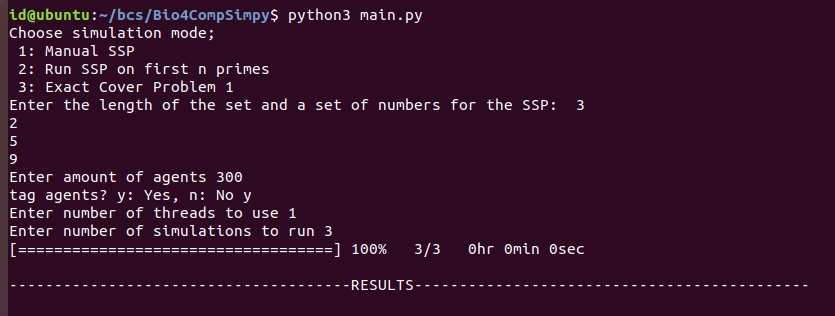 id@ubuntu:~/bcs/Bio4CompSimpy$ python3 main.py
Choose simulation mode;
 1: Manual SSP
 2: Run SSP on first n primes
 3: Exact Cover Problem 1
Enter the length of the set and a set of numbers for the SSP:  3
2
5
9
Enter amount of agents 300
tag agents? y: Yes, n: No y
Enter number of threads to use 1
Enter number of simulations to run 3
[===================================] 100%   3/3   0hr 0min 0sec
--------------------------------------RESULTS--------------------------------------------